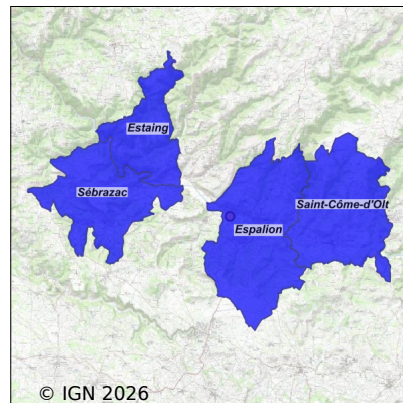 Estaing
Sébrazac
Saint-Côme-d'Olt
Espalion
© IGN 2026